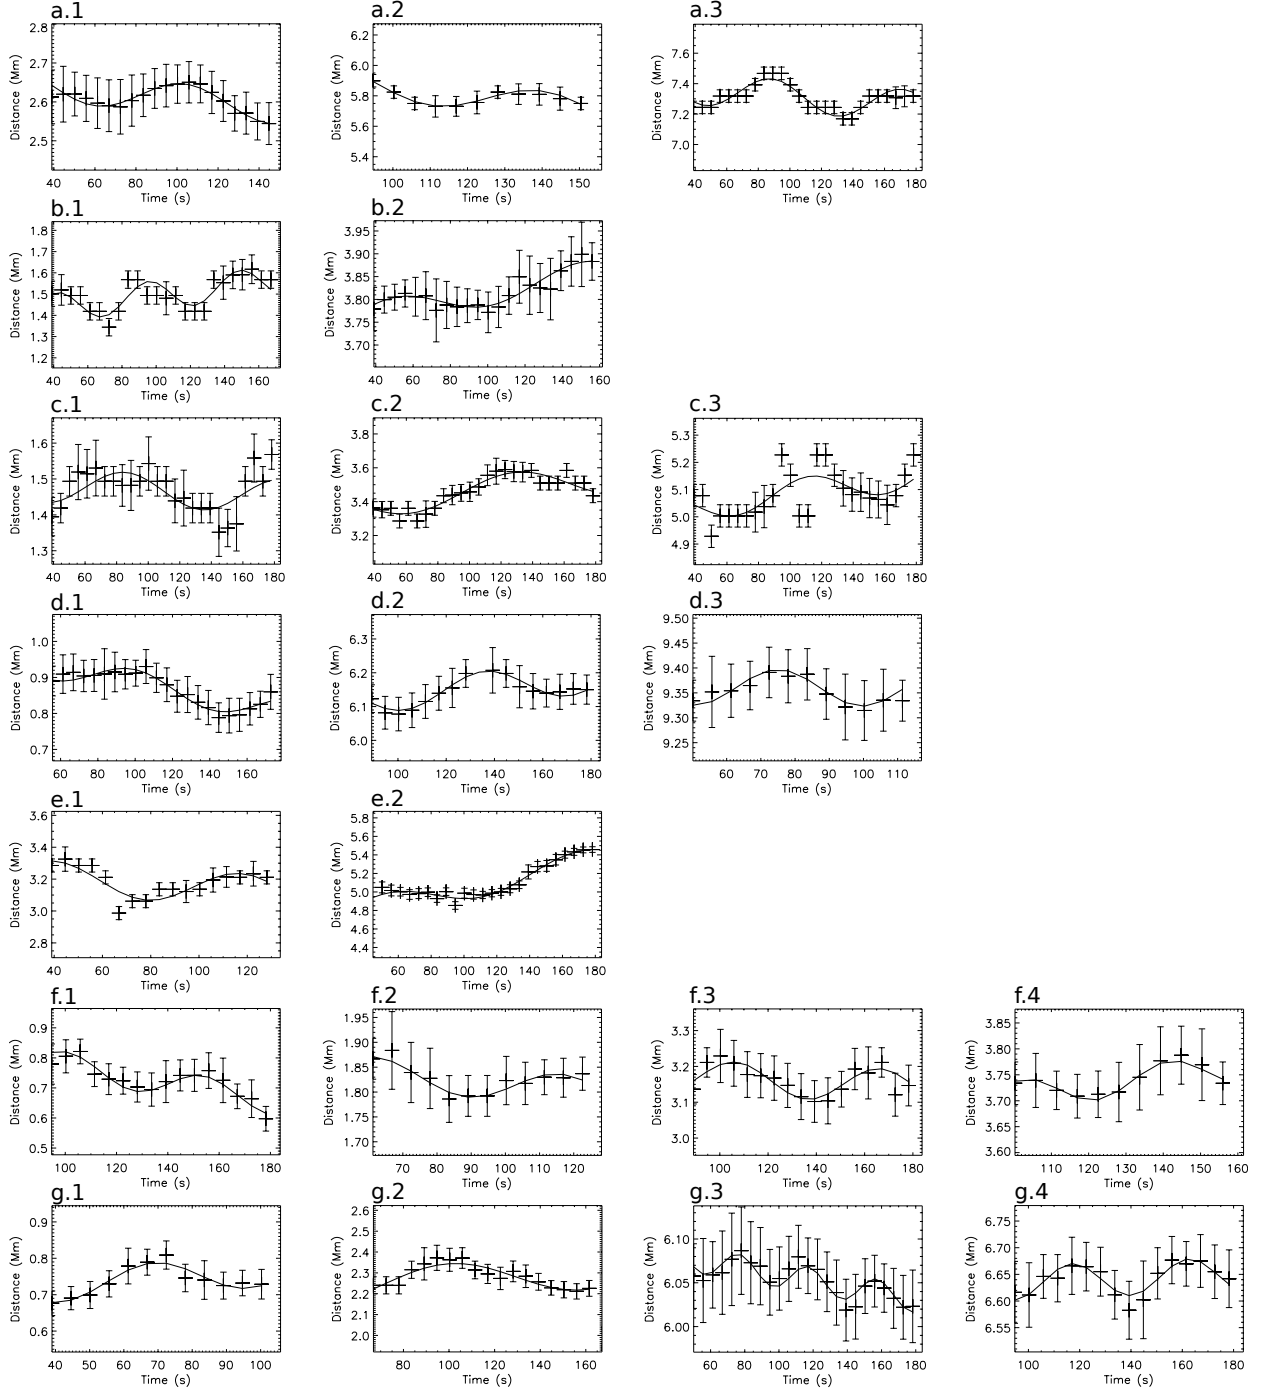 a.1 a.2 a.3
2.8 2.7 2.6 2.5 Distance (Mm)
40 60 80 100 120 140
Time (s)
6.2 6.0 5.8 5.6 5.4 Distance (Mm)
100 110 120 130 140 150
Time (s)
7.6 7.4 7.2 7.0 Distance (Mm)
40 60 80 100 120 140 160 180
Time (s)
b.1 b.2
1.8 1.7 1.6 1.5 1.4 1.3 1.2 Distance (Mm)
40 60 80 100 120 140 160
Time (s)
3.95 3.90 3.85 3.80 3.75 3.70 Distance (Mm)
40 60 80 100 120 140 160
Time (s)
c.1 c.2 c.3
1.6 1.5 1.4 1.3 Distance (Mm)
40 60 80 100 120 140 160 180
Time (s)
3.8 3.6 3.4 3.2 Distance (Mm)
40 60 80 100 120 140 160 180
Time (s)
5.3 5.2 5.1 5.0 4.9 Distance (Mm)
40 60 80 100 120 140 160 180
Time (s)
d.1 d.2 d.3
1.0 0.9 0.8 0.7 Distance (Mm)
60 80 100 120 140 160
Time (s)
6.3 6.2 6.1 6.0 Distance (Mm)
100 120 140 160 180
Time (s)
9.50 9.45 9.40 9.35 9.30 9.25 Distance (Mm)
60 70 80 90 100 110
Time (s)
e.1 e.2
3.6 3.4 3.2 3.0 2.8 Distance (Mm)
40 60 80 100 120
Time (s)
5.8 5.6 5.4 5.2 5.0 4.8 4.6 4.4 Distance (Mm)
60 80 100 120 140 160 180
Time (s)
f.1 f.2 f.3 f.4
0.9 0.8 0.7 0.6 0.5 Distance (Mm)
100 120 140 160 180
Time (s)
1.95 1.90 1.85 1.80 1.75 1.70 Distance (Mm)
70 80 90 100 110 120
Time (s)
3.3 3.2 3.1 3.0 Distance (Mm)
100 120 140 160 180
Time (s)
3.85 3.80 3.75 3.70 3.65 3.60 Distance (Mm)
110 120 130 140 150 160
Time (s)
g.1 g.2 g.3 g.4
0.9 0.8 0.7 0.6 Distance (Mm)
40 50 60 70 80 90 100
Time (s)
2.6 2.5 2.4 2.3 2.2 2.1 2.0 Distance (Mm)
80 100 120 140 160
Time (s)
6.10 6.05 6.00 Distance (Mm)
60 80 100 120 140 160 180
Time (s)
6.75 6.70 6.65 6.60 6.55 Distance (Mm)
100 120 140 160 180
Time (s)